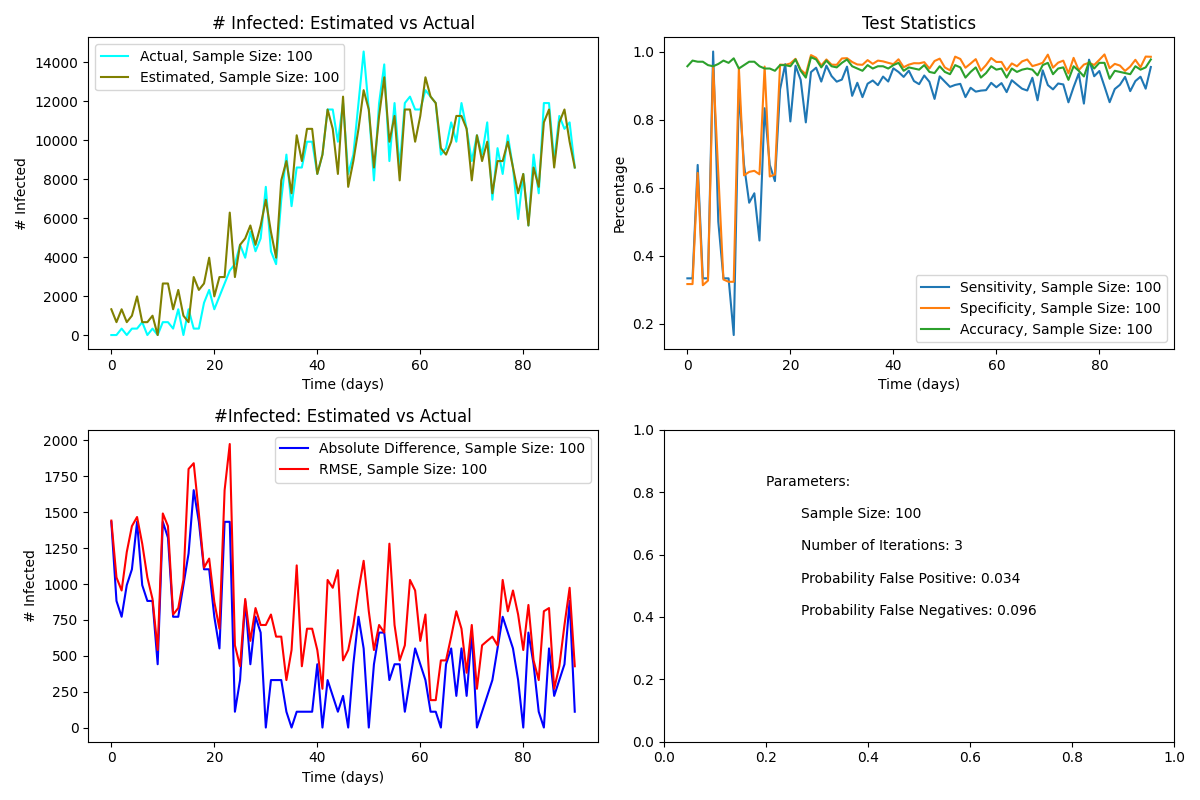 # Infected: Estimated vs Actual
Actual, Sample Size: 100
Estimated, Sample Size: 100
# Infected
14000
12000
10000
8000
6000
4000
2000
0
0 20 40 60 80
Time (days)
Test Statistics
Percentage
1.0
0.8
0.6
0.4
0.2
Sensitivity, Sample Size: 100
Specificity, Sample Size: 100
Accuracy, Sample Size: 100
0 20 40 60 80
Time (days)
#Infected: Estimated vs Actual
Absolute Difference, Sample Size: 100
RMSE, Sample Size: 100
# Infected
2000
1750
1500
1250
1000
750
500
250
0
0 20 40 60 80
Time (days)
1.0
0.8
0.6
0.4
0.2
0.0
Parameters:
Sample Size: 100
Number of Iterations: 3
Probability False Positive: 0.034
Probability False Negatives: 0.096
0.0 0.2 0.4 0.6 0.8 1.0